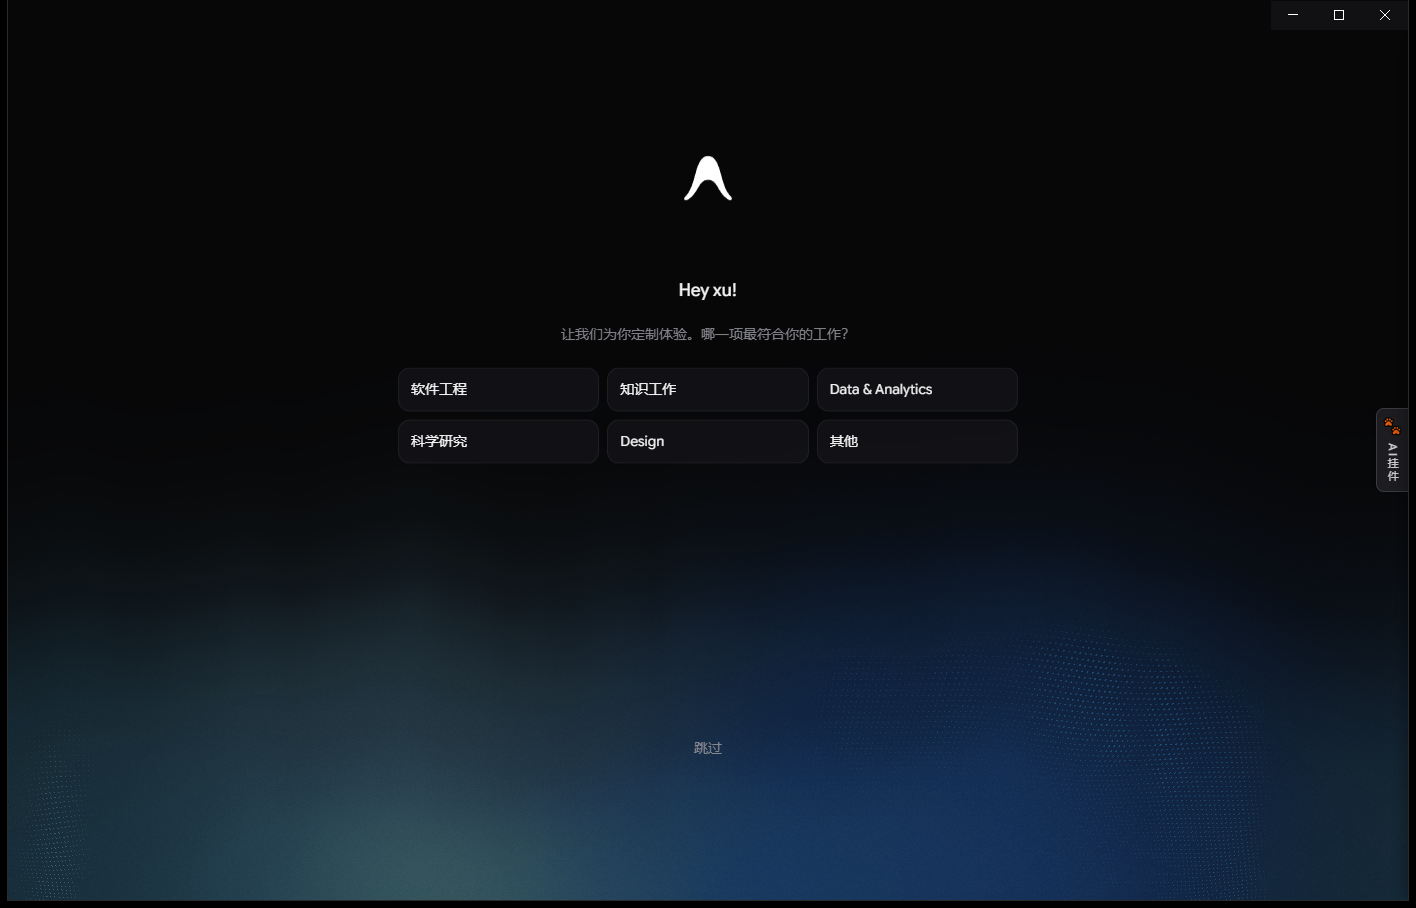 Hey xu!
让我们为你定制体验。哪一项最符合你的工作?
软件工程
知识工作
Data & Analytics
科学研究
Design
其他
AI挂件
跳过